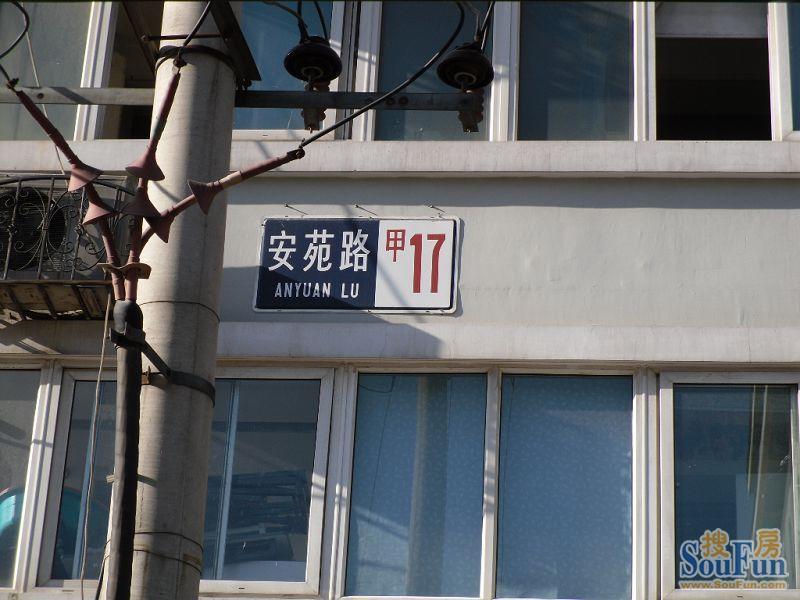 安苑路 甲17
ANYUAN LU
搜房
SouFun
www.SouFun.com